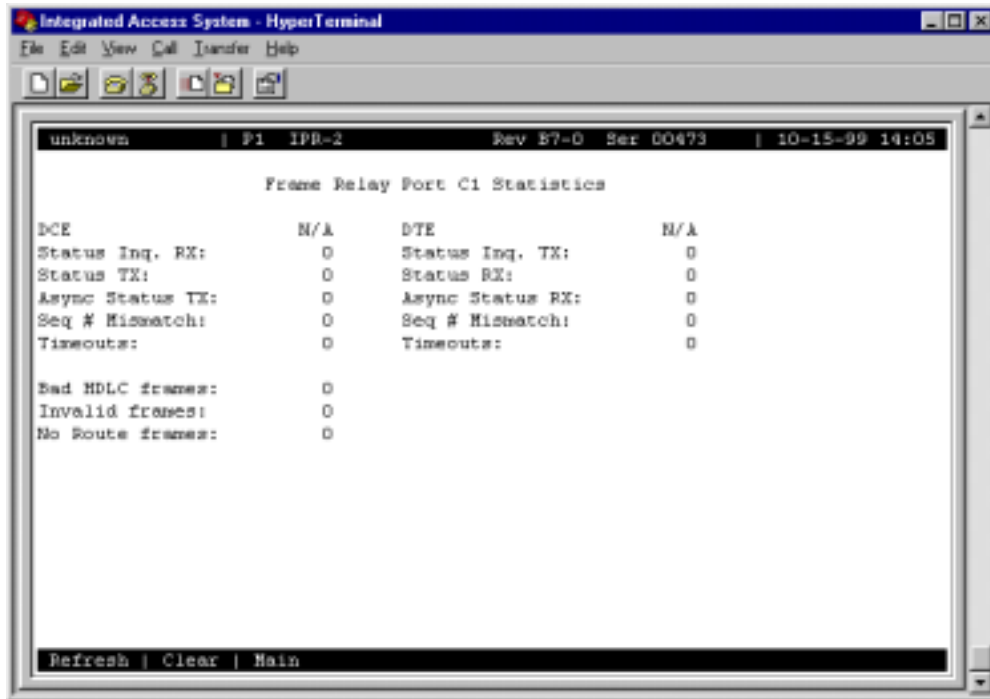 Integrated Access System - HyperTerminal
File Edit View Call Transfer Help
unknown | P1 IPR-2 Rev B7-0 Ser 00473 | 10-15-99 14:05
Frame Relay Port C1 Statistics
DCE N/A DTE N/A
Status Inq. RX: 0 Status Inq. TX: 0
Status TX: 0 Status RX: 0
Async Status TX: 0 Async Status RX: 0
Seq # Mismatch: 0 Seq # Mismatch: 0
Timeouts: 0 Timeouts: 0
Bad HDLC frames: 0
Invalid frames: 0
No Route frames: 0
Refresh | Clear | Main